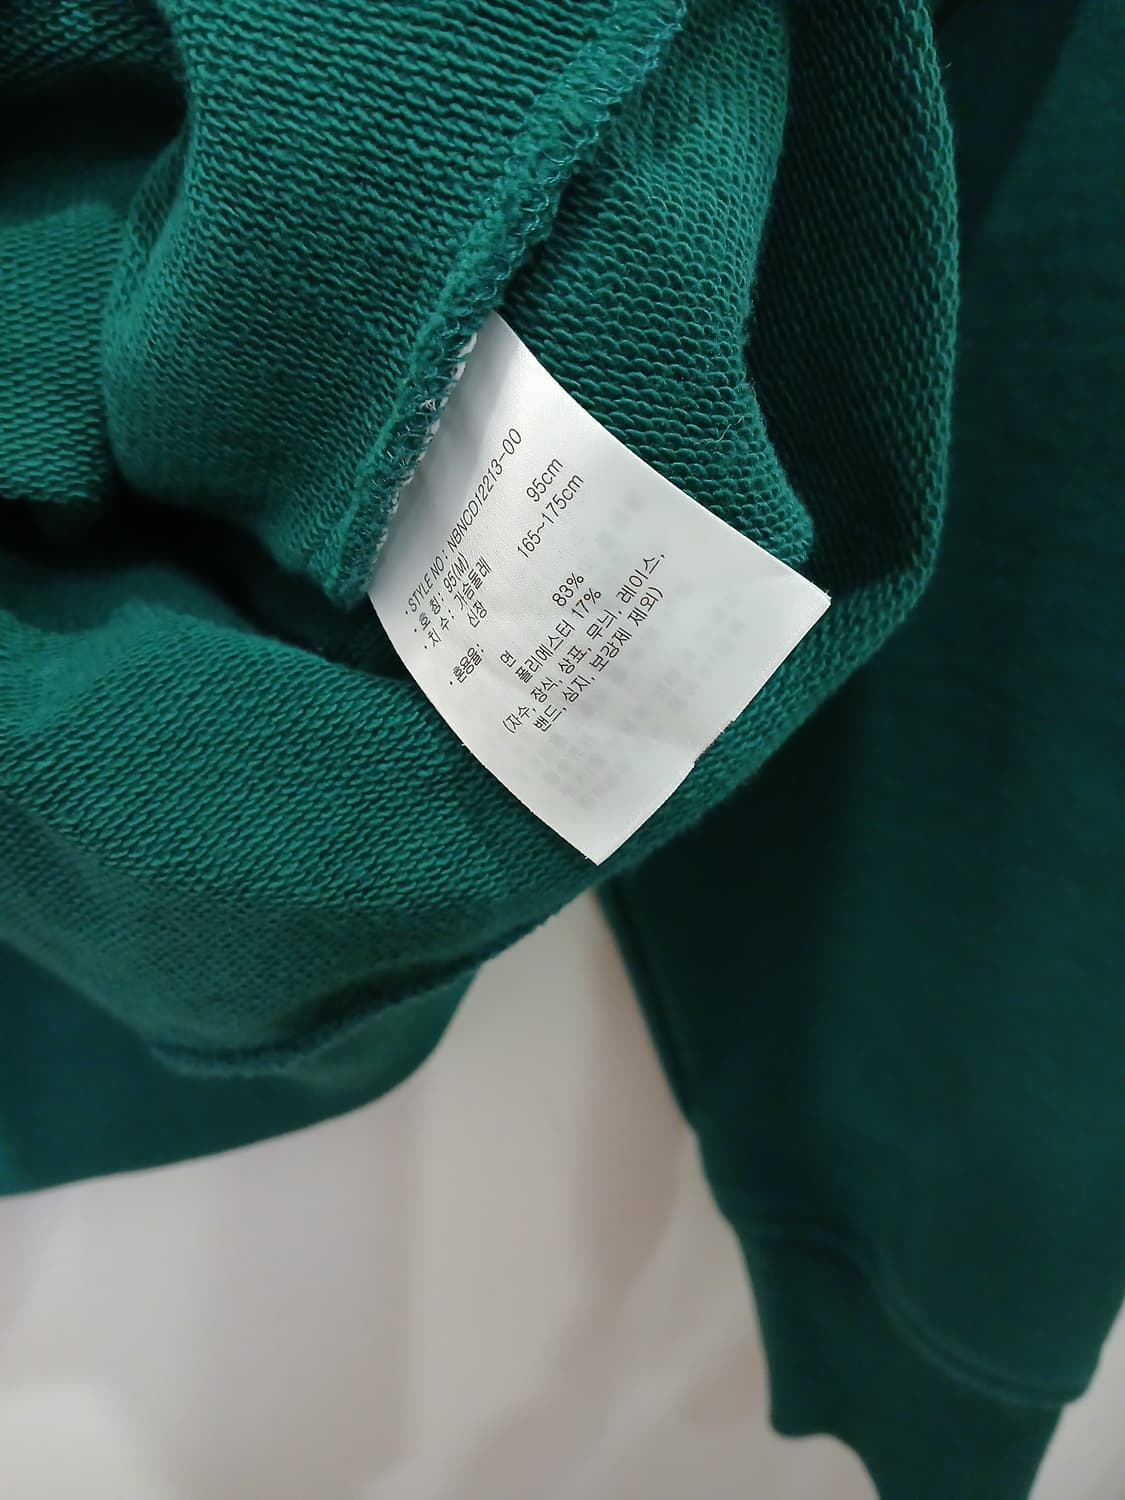 · STYLE NO : NBNCD12213-00
· 호 칭 : 95(M)
· 치 수 : 가슴둘레 95cm
신장 165~175cm
· 혼용율:
면 83%
폴리에스터 17%
(자수, 장식, 상표, 무늬, 레이스,
밴드, 심지, 보강제 제외)